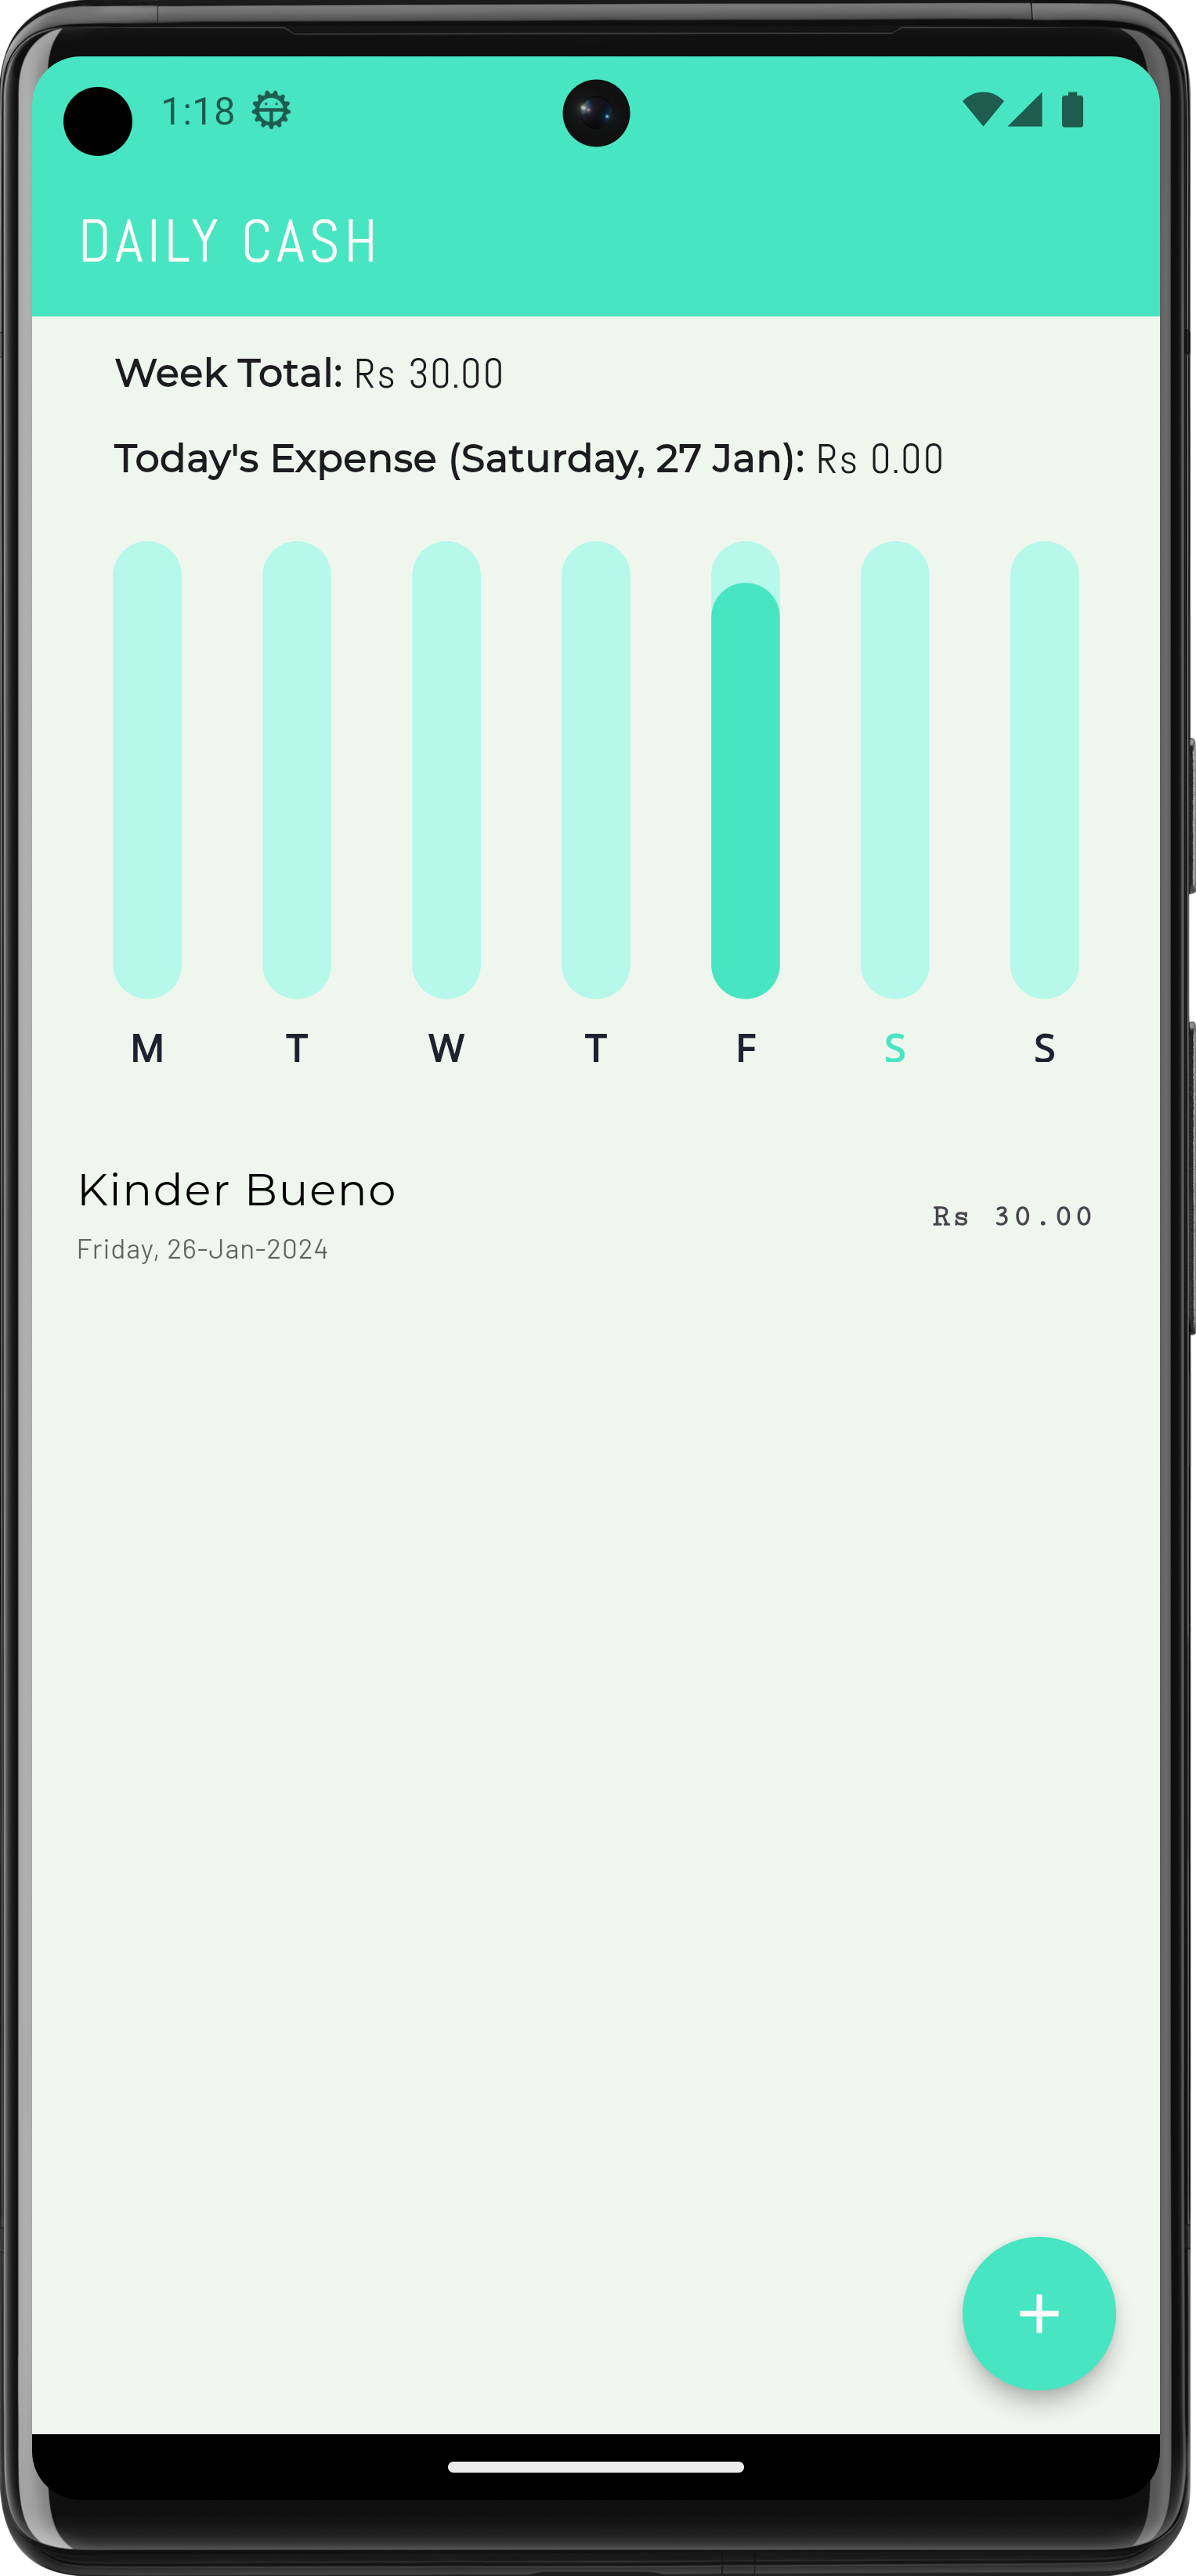 1:18
DAILY CASH
Week Total: Rs 30.00
Today's Expense (Saturday, 27 Jan): Rs 0.00
M T W T F S S
Kinder Bueno
Rs 30.00
Friday, 26-Jan-2024
+